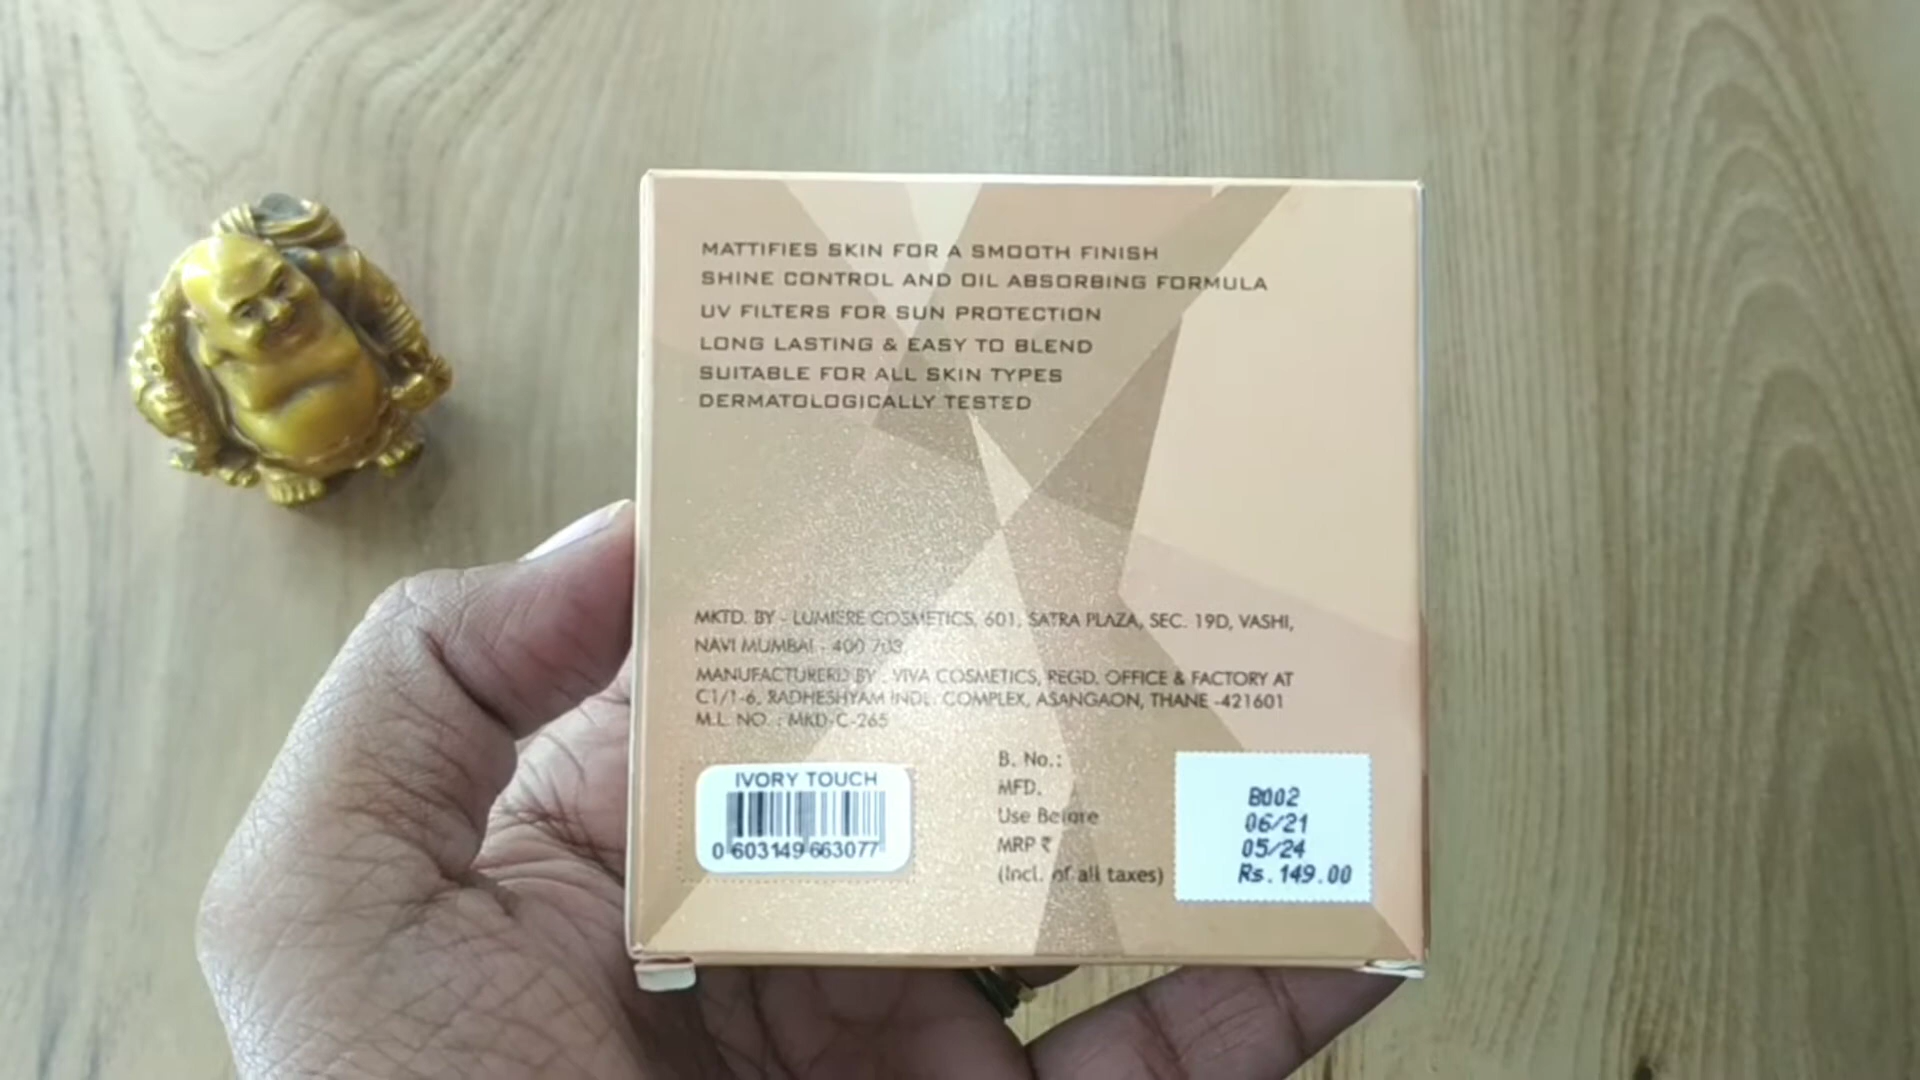 MATTIFIES SKIN FOR A SMOOTH FINISH
SHINE CONTROL AND OIL ABSORBING FORMULA
UV FILTERS FOR SUN PROTECTION
LONG LASTING & EASY TO BLEND
SUITABLE FOR ALL SKIN TYPES
DERMATOLOGICALLY TESTED
MKTD. BY - LUMIERE COSMETICS, 601, SATRA PLAZA, SEC. 19D, VASHI,
NAVI MUMBAI - 400 703
MANUFACTURERD BY : VIVA COSMETICS, REGD. OFFICE & FACTORY AT
C1/1-6, RADHESHYAM INDL. COMPLEX, ASANGAON, THANE -421601
M.L. NO. : MKD-C-265
IVORY TOUCH
0 603149 663077
B. No.: B002
MFD. 06/21
Use Before 05/24
MRP ₹ Rs.149.00
(Incl. of all taxes)